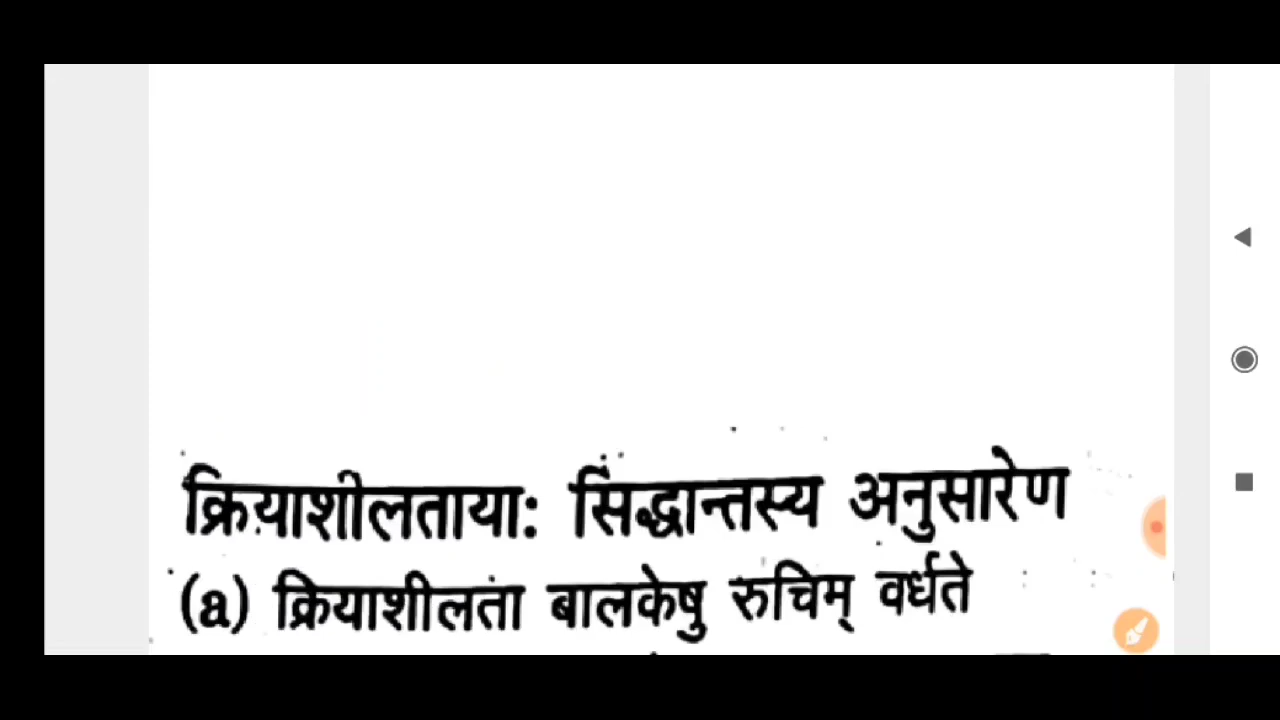 क्रियाशीलतायाः सिद्धान्तस्य अनुसारेण
(a) क्रियाशीलता बालकेषु रुचिम् वर्धते